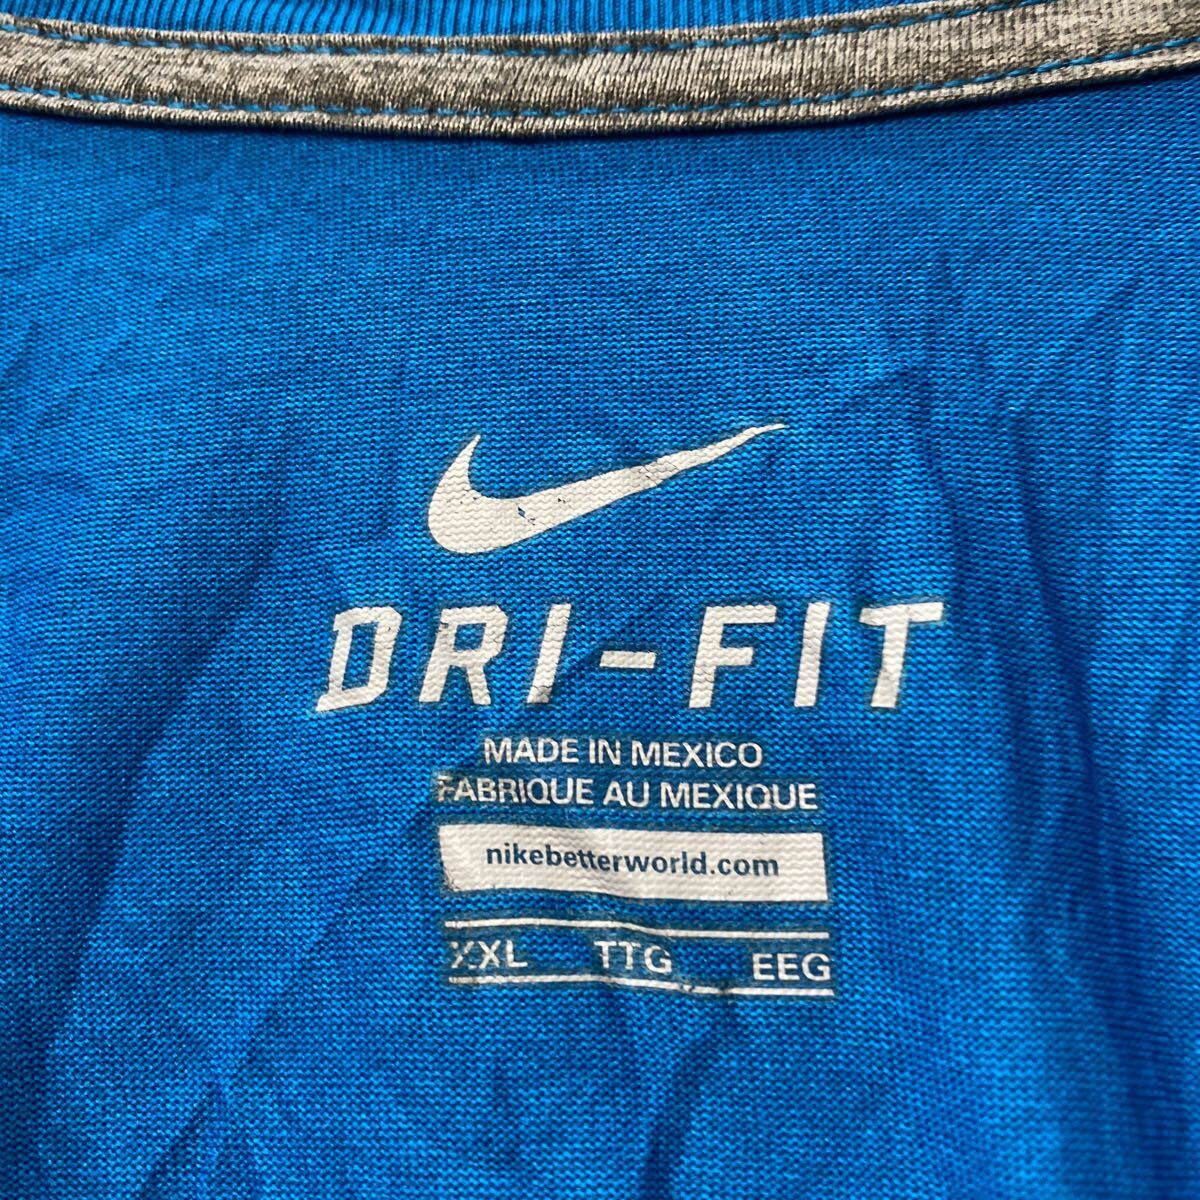 DRI-FIT
MADE IN MEXICO
FABRIQUE AU MEXIQUE
nikebetterworld.com
XXL TTG EEG